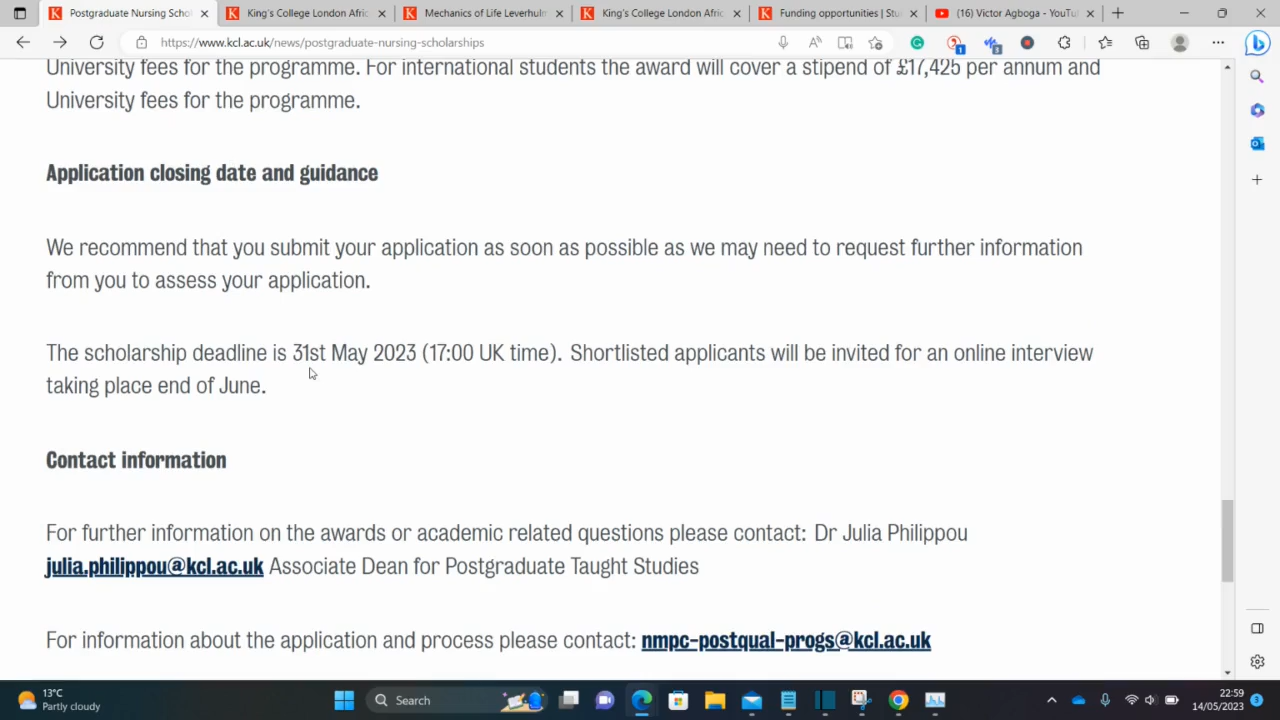 Postgraduate Nursing Schol
King's College London Afri
Mechanics of Life Leverhulm
King's College London Afri
Funding opportunities | Stu
(16) Victor Agboga - YouTu
https://www.kcl.ac.uk/news/postgraduate-nursing-scholarships
University fees for the programme. For international students the award will cover a stipend of £17,425 per annum and
University fees for the programme.
Application closing date and guidance
We recommend that you submit your application as soon as possible as we may need to request further information
from you to assess your application.
The scholarship deadline is 31st May 2023 (17:00 UK time). Shortlisted applicants will be invited for an online interview
taking place end of June.
Contact information
For further information on the awards or academic related questions please contact: Dr Julia Philippou
julia.philippou@kcl.ac.uk Associate Dean for Postgraduate Taught Studies
For information about the application and process please contact: nmpc-postqual-progs@kcl.ac.uk
13°C
Partly cloudy
Search
22:59
14/05/2023